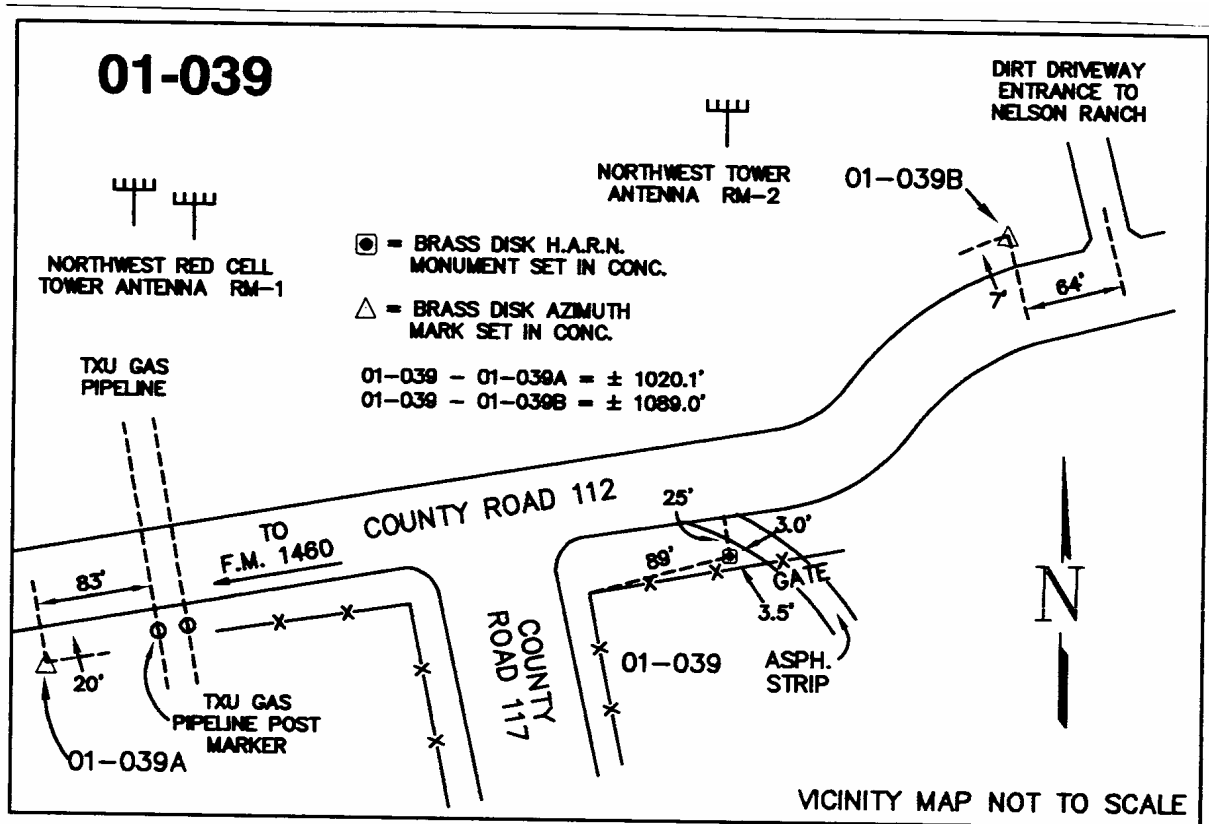 01-039
DIRT DRIVEWAY
ENTRANCE TO
NELSON RANCH
NORTHWEST TOWER
ANTENNA RM-2
01-039B
NORTHWEST RED CELL
TOWER ANTENNA RM-1
= BRASS DISK H.A.R.N.
MONUMENT SET IN CONC.
= BRASS DISK AZIMUTH
MARK SET IN CONC.
7'
64'
TXU GAS
PIPELINE
01-039 - 01-039A = ± 1020.1'
01-039 - 01-039B = ± 1089.0'
COUNTY ROAD 112
TO
F.M. 1460
25'
3.0'
89'
GATE
3.5'
83'
20'
N
COUNTY
ROAD 117
01-039
ASPH.
STRIP
TXU GAS
PIPELINE POST
MARKER
01-039A
VICINITY MAP NOT TO SCALE